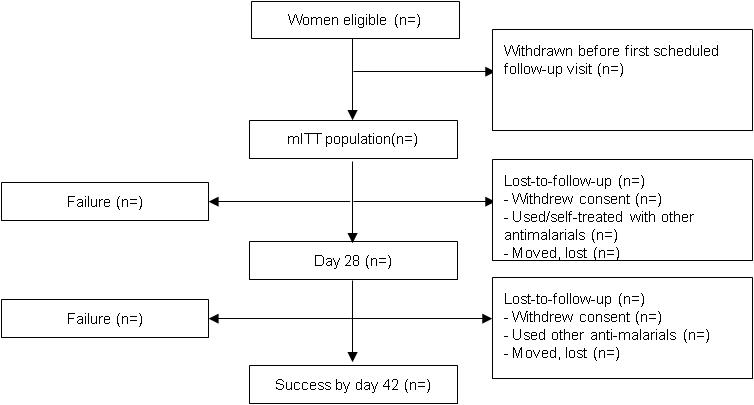 Women eligible (n=)
Withdrawn before first scheduled
follow-up visit (n=)
mITT population(n=)
Lost-to-follow-up (n=)
- Withdrew consent (n=)
- Used/self-treated with other
antimalarials (n=)
- Moved, lost (n=)
Failure (n=)
Day 28 (n=)
Lost-to-follow-up (n=)
- Withdrew consent (n=)
- Used other anti-malarials (n=)
- Moved, lost (n=)
Failure (n=)
Success by day 42 (n=)